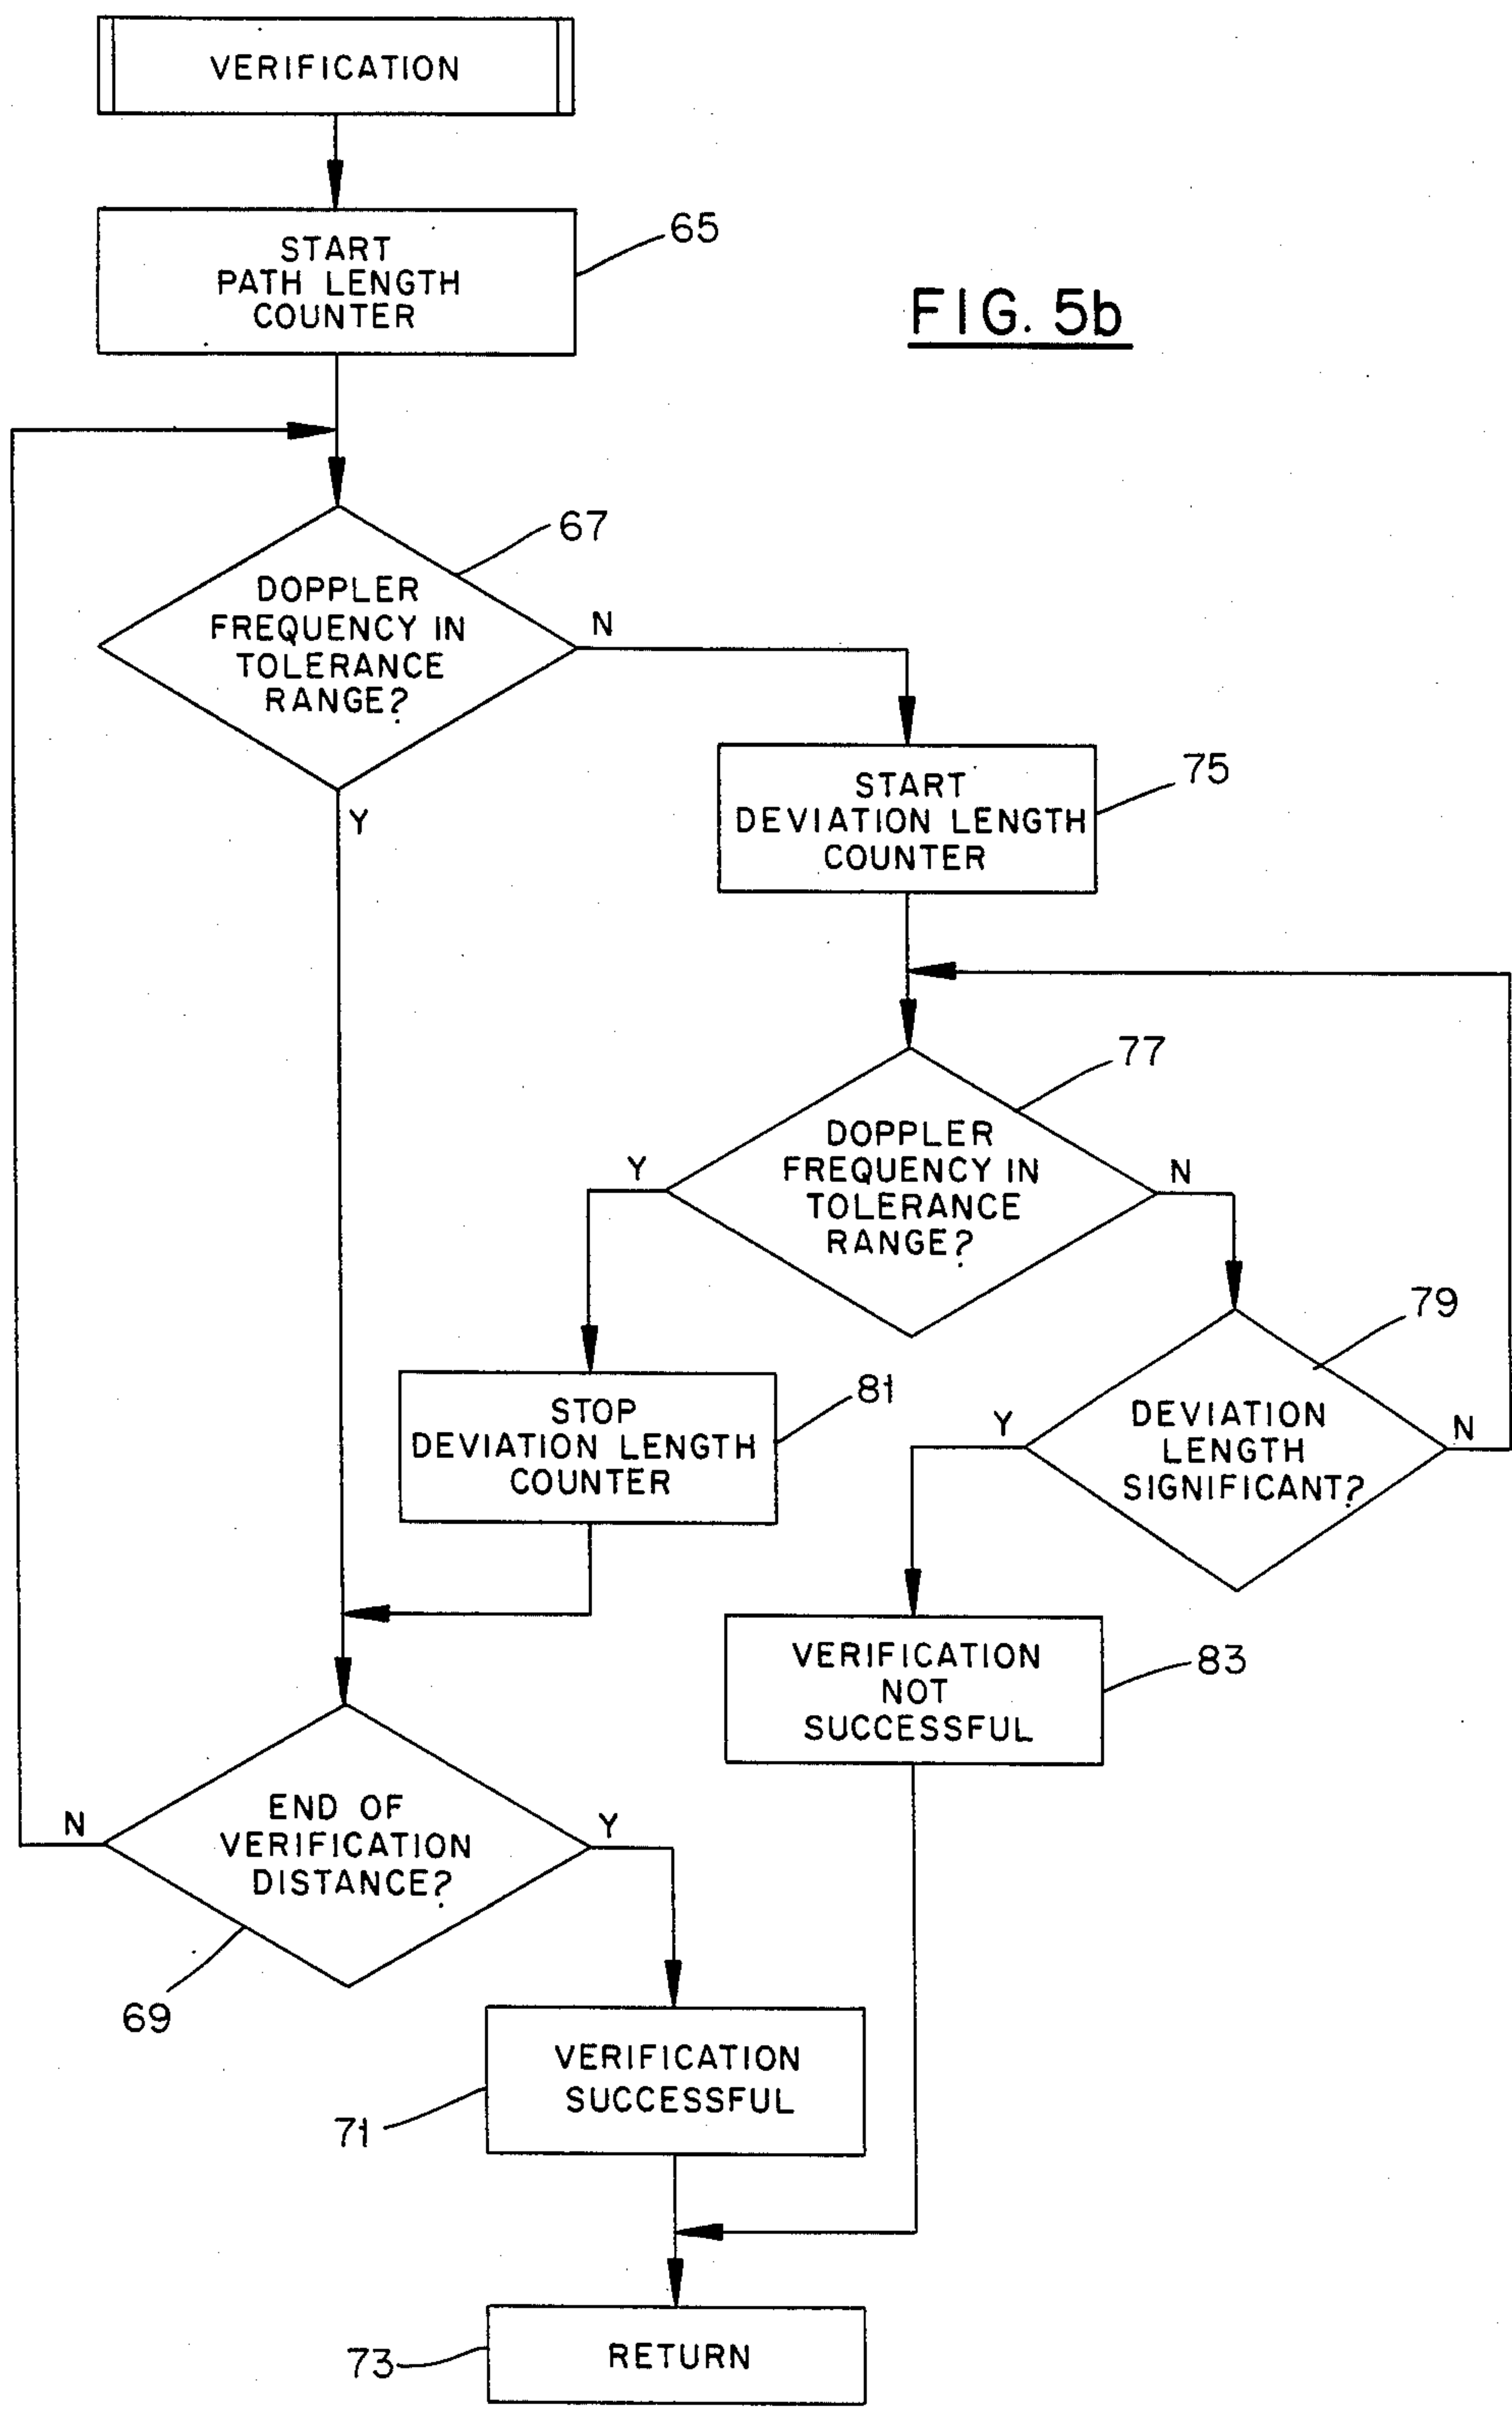 VERIFICATION
START
PATH LENGTH
COUNTER
65
FIG. 5b
67
DOPPLER
FREQUENCY IN
TOLERANCE
RANGE?
N
Y
START
DEVIATION LENGTH
COUNTER
75
77
DOPPLER
FREQUENCY IN
TOLERANCE
RANGE?
Y
N
79
DEVIATION
LENGTH
SIGNIFICANT?
Y
N
STOP
DEVIATION LENGTH
COUNTER
81
VERIFICATION
NOT
SUCCESSFUL
83
END OF
VERIFICATION
DISTANCE?
N
Y
69
VERIFICATION
SUCCESSFUL
71
RETURN
73